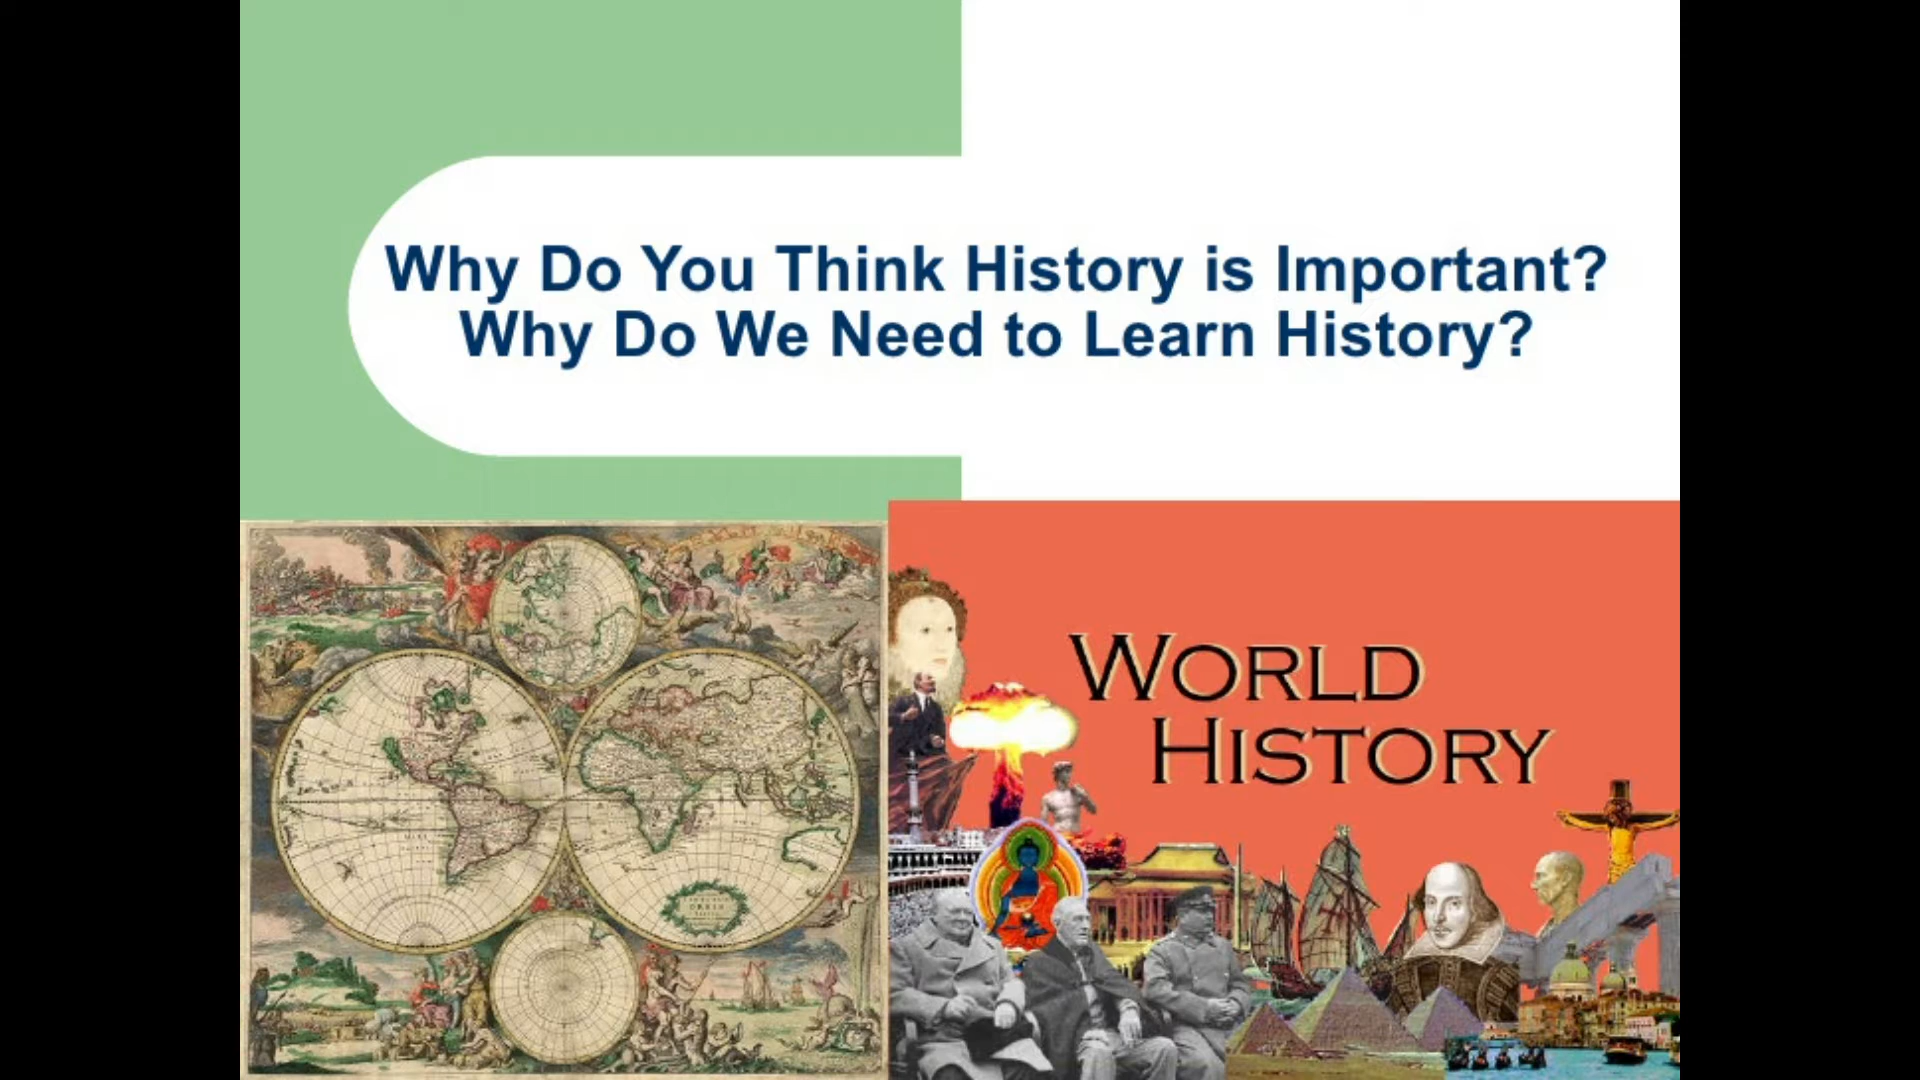 Why Do You Think History is Important?
Why Do We Need to Learn History?
WORLD
HISTORY